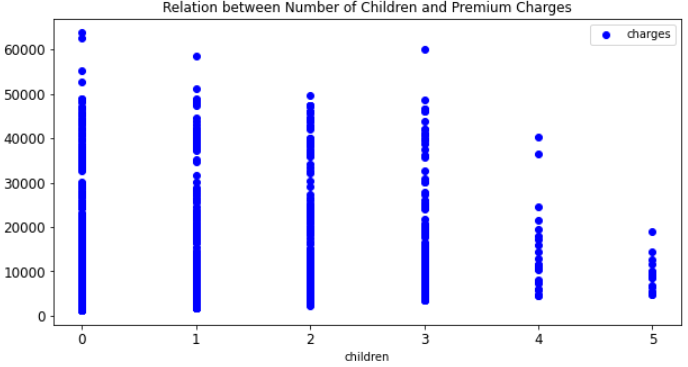 Relation between Number of Children and Premium Charges
charges
60000
50000
40000
30000
20000
10000
0
0 1 2 3 4 5
children